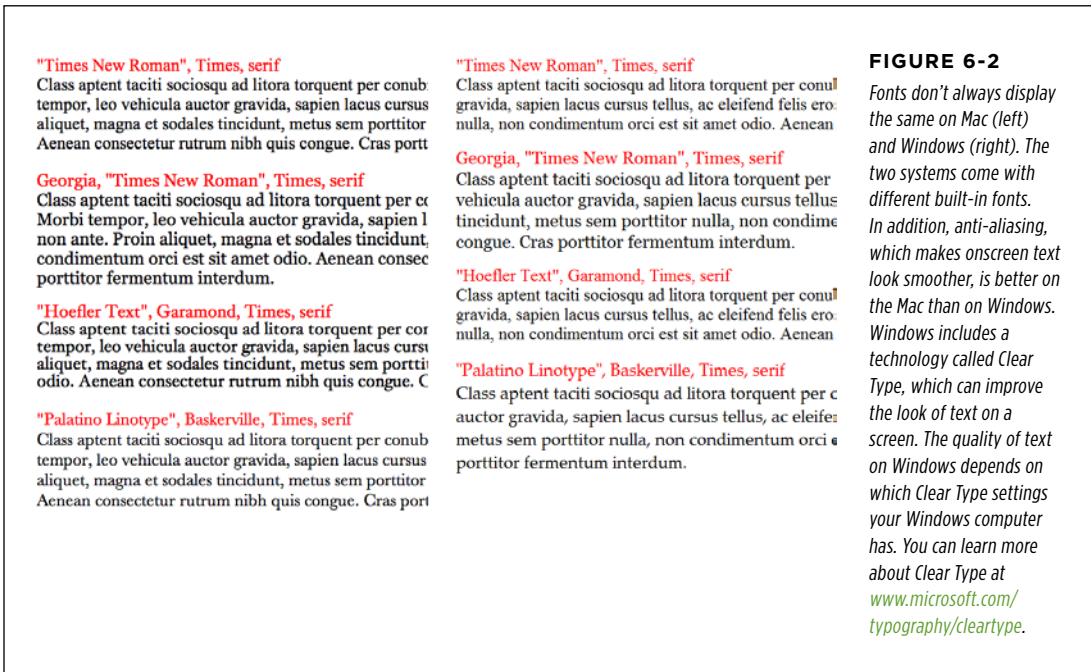 "Times New Roman", Times, serif
Class aptent taciti sociosqu ad litora torquent per conub
tempor, leo vehicula auctor gravida, sapien lacus cursus
aliquet, magna et sodales tincidunt, metus sem porttitor
Aenean consectetur rutrum nibh quis congue. Cras portt
Georgia, "Times New Roman", Times, serif
Class aptent taciti sociosqu ad litora torquent per co
Morbi tempor, leo vehicula auctor gravida, sapien l
non ante. Proin aliquet, magna et sodales tincidunt,
condimentum orci est sit amet odio. Aenean consec
porttitor fermentum interdum.
"Hoefler Text", Garamond, Times, serif
Class aptent taciti sociosqu ad litora torquent per cor
tempor, leo vehicula auctor gravida, sapien lacus cursu
aliquet, magna et sodales tincidunt, metus sem porttit
odio. Aenean consectetur rutrum nibh quis congue. C
"Palatino Linotype", Baskerville, Times, serif
Class aptent taciti sociosqu ad litora torquent per conub
tempor, leo vehicula auctor gravida, sapien lacus cursus
aliquet, magna et sodales tincidunt, metus sem porttitor
Aenean consectetur rutrum nibh quis congue. Cras port
"Times New Roman", Times, serif
Class aptent taciti sociosqu ad litora torquent per conul
gravida, sapien lacus cursus tellus, ac eleifend felis ero
nulla, non condimentum orci est sit amet odio. Aenean
Georgia, "Times New Roman", Times, serif
Class aptent taciti sociosqu ad litora torquent per
vehicula auctor gravida, sapien lacus cursus tellus
tincidunt, metus sem porttitor nulla, non condime
congue. Cras porttitor fermentum interdum.
"Hoefler Text", Garamond, Times, serif
Class aptent taciti sociosqu ad litora torquent per conul
gravida, sapien lacus cursus tellus, ac eleifend felis ero
nulla, non condimentum orci est sit amet odio. Aenean
"Palatino Linotype", Baskerville, Times, serif
Class aptent taciti sociosqu ad litora torquent per c
auctor gravida, sapien lacus cursus tellus, ac eleife
metus sem porttitor nulla, non condimentum orci e
porttitor fermentum interdum.
FIGURE 6-2
Fonts don't always display
the same on Mac (left)
and Windows (right). The
two systems come with
different built-in fonts.
In addition, anti-aliasing,
which makes onscreen text
look smoother, is better on
the Mac than on Windows.
Windows includes a
technology called Clear
Type, which can improve
the look of text on a
screen. The quality of text
on Windows depends on
which Clear Type settings
your Windows computer
has. You can learn more
about Clear Type at
www.microsoft.com/
typography/cleartype.